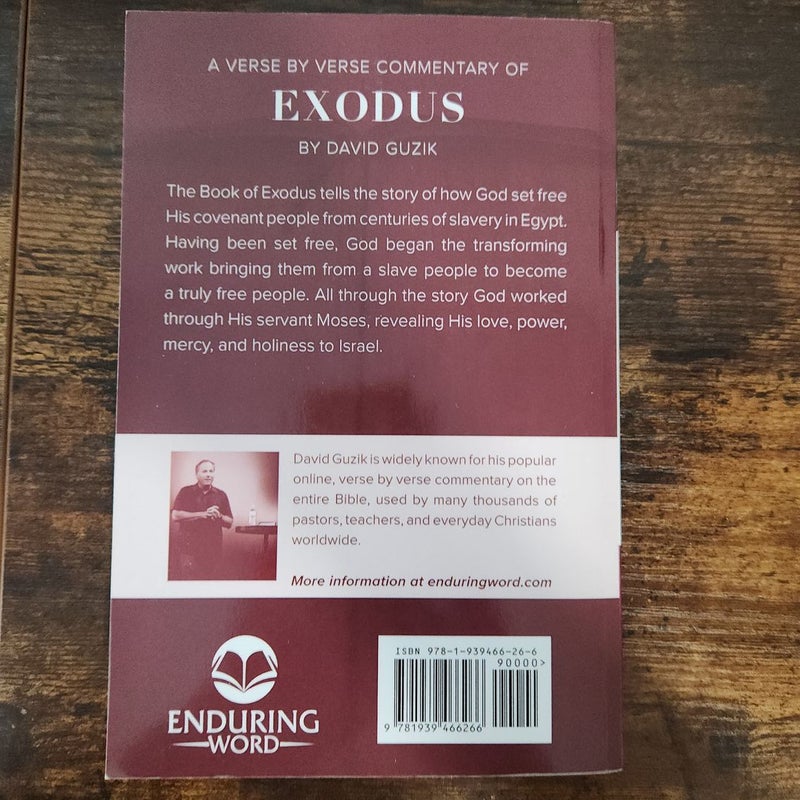 A VERSE BY VERSE COMMENTARY OF
EXODUS
BY DAVID GUZIK
The Book of Exodus tells the story of how God set free
His covenant people from centuries of slavery in Egypt.
Having been set free, God began the transforming
work bringing them from a slave people to become
a truly free people. All through the story God worked
through His servant Moses, revealing His love, power,
mercy, and holiness to Israel.
David Guzik is widely known for his popular
online, verse by verse commentary on the
entire Bible, used by many thousands of
pastors, teachers, and everyday Christians
worldwide.
More information at enduringword.com
ENDURING
WORD
ISBN 978-1-939466-26-6
90000>
9 781939 466266